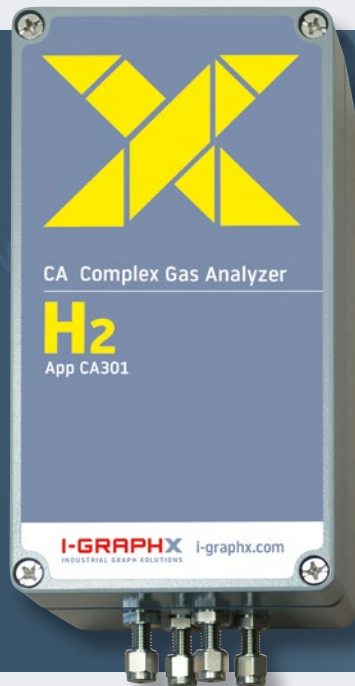 CA Complex Gas Analyzer
H2
App CA301
I-GRAPHX i-graphx.com
INDUSTRIAL GRAPH XOLUTIONS